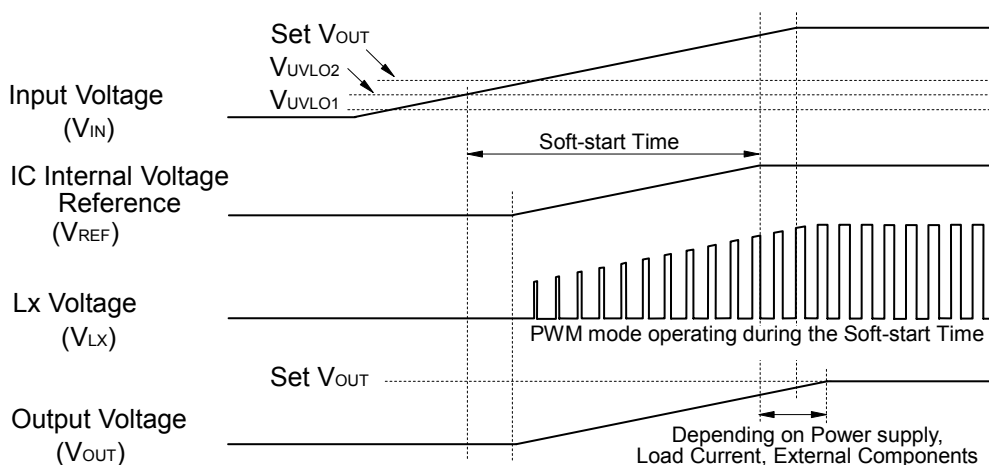 Set VOUT
VUVLO2
VUVLO1
Input Voltage
(VIN)
Soft-start Time
IC Internal Voltage
Reference
(VREF)
Lx Voltage
(VLX)
PWM mode operating during the Soft-start Time
Set VOUT
Output Voltage
(VOUT)
Depending on Power supply,
Load Current, External Components